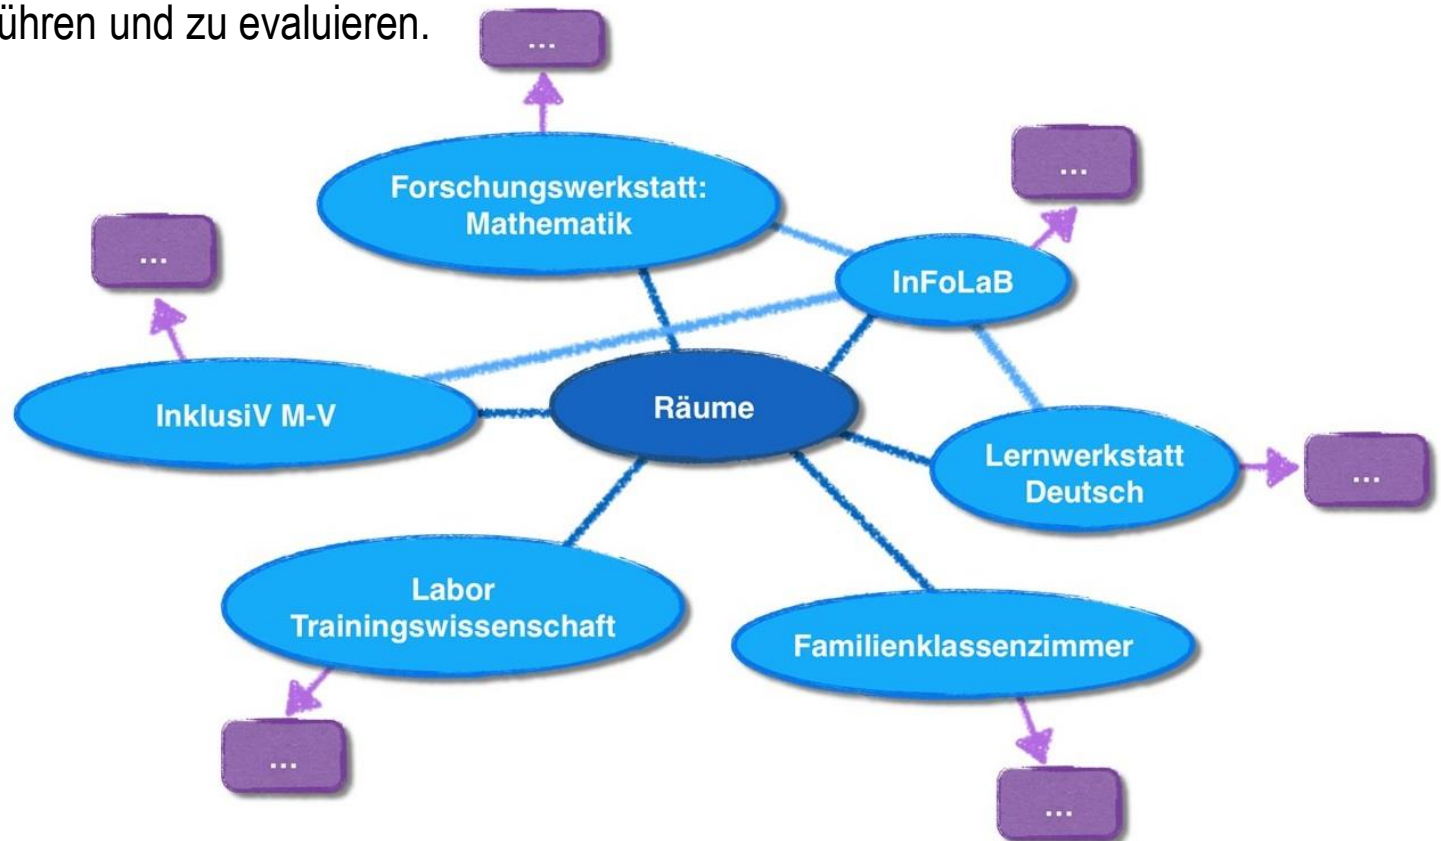 ühren und zu evaluieren.
...
Forschungswerkstatt:
Mathematik
...
InFoLaB
...
InklusiV M-V
Räume
Lernwerkstatt
Deutsch
...
Labor
Trainingswissenschaft
Familienklassenzimmer
...
...